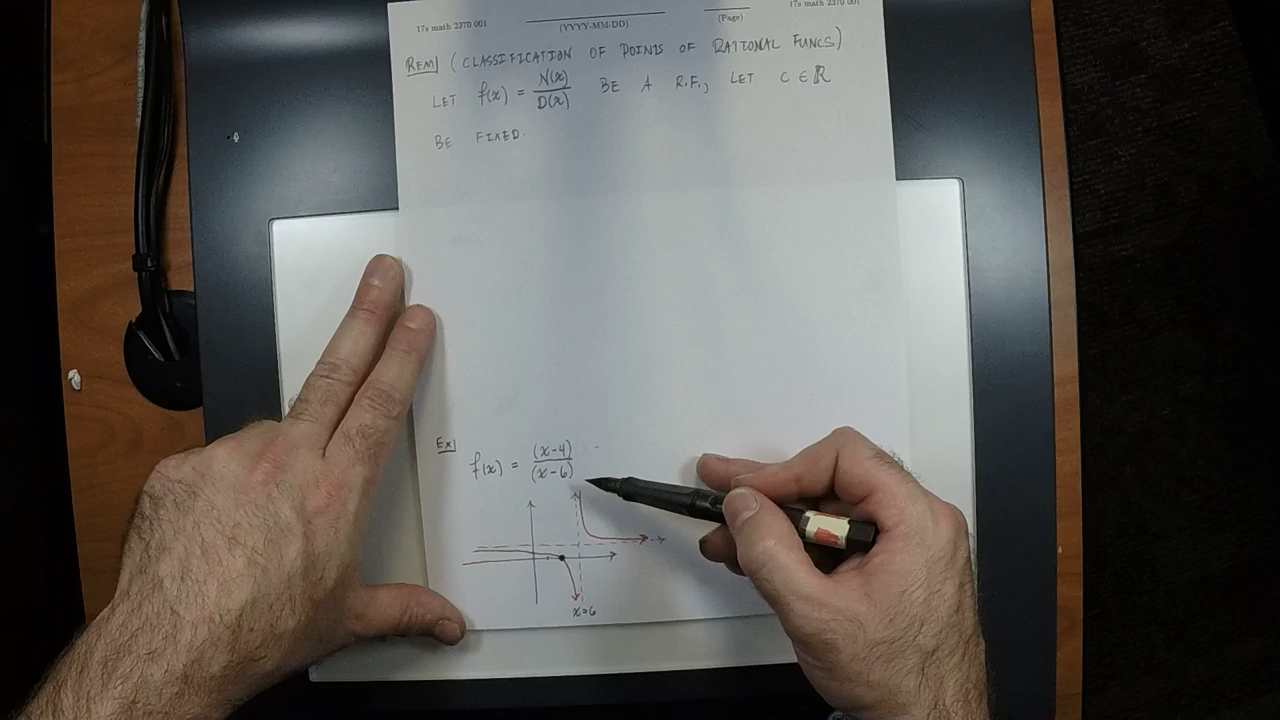 17s math 2370 001 (YYYY-MM-DD) (Page) 17s math 2370 001
REM (CLASSIFICATION OF POINTS OF RATIONAL FUNCS)
LET f(x) = N(x)/D(x) BE A R.F., LET C ∈ ℝ
BE FIXED.
EX
f(x) = (x-4)/(x-6)
x=6